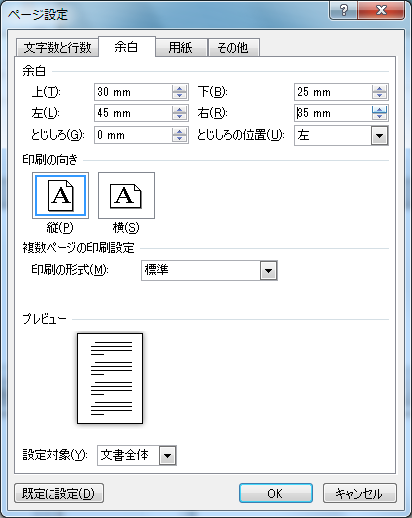 ページ設定
文字数と行数 余白 用紙 その他
余白
上(T): 30 mm 下(B): 25 mm
左(L): 45 mm 右(R): 35 mm
とじしろ(G): 0 mm とじしろの位置(U): 左
印刷の向き
A A
縦(P) 横(S)
複数ページの印刷設定
印刷の形式(M): 標準
プレビュー
設定対象(Y): 文書全体
既定に設定(D) OK キャンセル